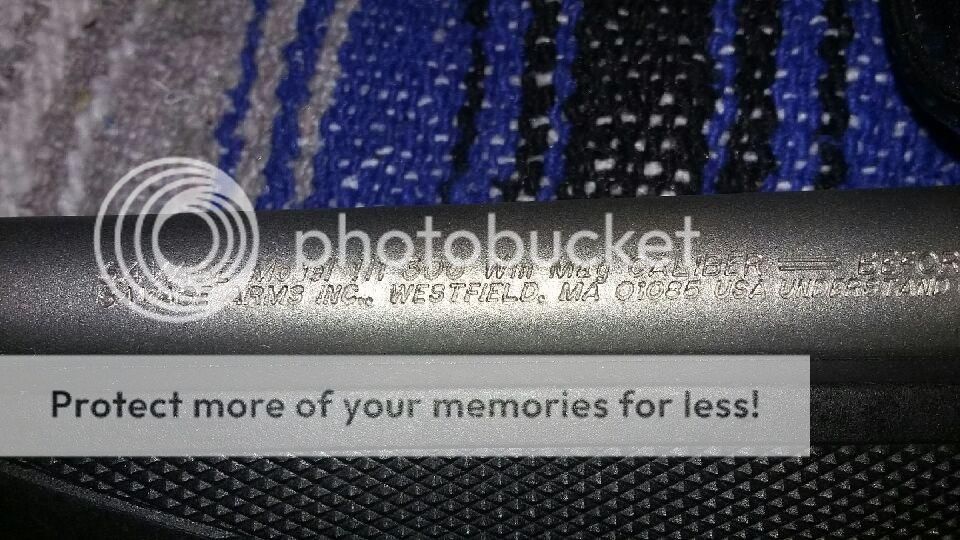 photobucket
Model 111 300 Win Mag CALIBER
ARMS INC., WESTFIELD, MA 01085 USA UNDERSTAND
Protect more of your memories for less!